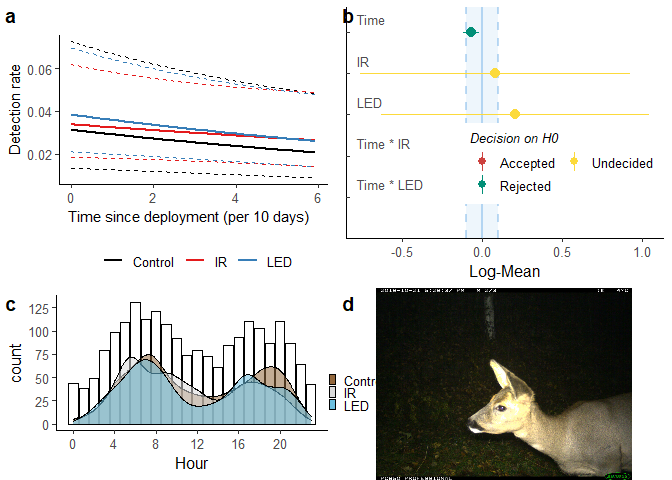 a
Detection rate
0.06
0.04
0.02
0
2
4
6
Time since deployment (per 10 days)
Control
IR
LED
b
Time
IR
LED
Time * IR
Time * LED
Decision on H0
Accepted
Undecided
Rejected
-0.5
0.0
0.5
1.0
Log-Mean
c
count
125
100
75
50
25
0
0
4
8
12
16
20
Hour
Contr
IR
LED
d
PC850 PROFESSIONAL